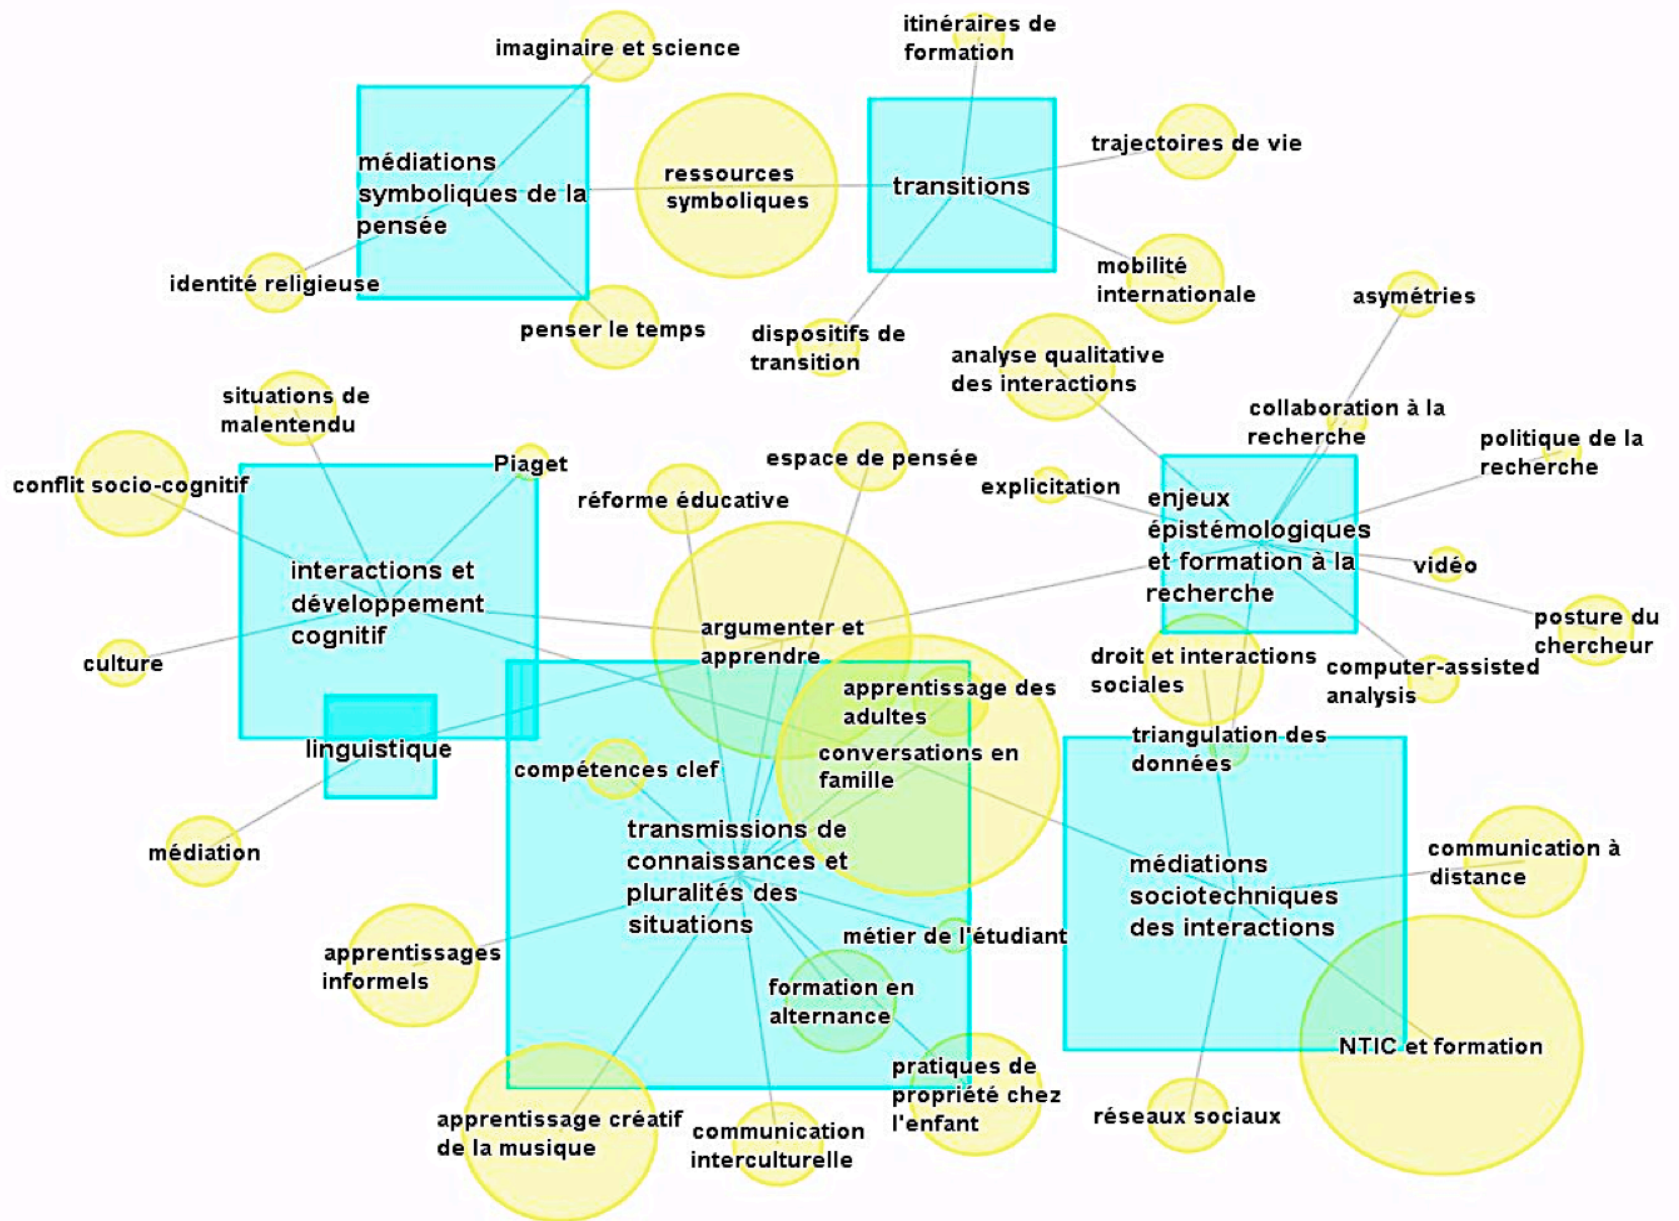 imaginaire et science
itinéraires de
formation
médiations
symboliques de la
pensée
ressources
symboliques
transitions
trajectoires de vie
identité religieuse
penser le temps
dispositifs de
transition
mobilité
internationale
asymétries
analyse qualitative
des interactions
situations de
malentendu
collaboration à la
recherche
politique de la
recherche
conflit socio-cognitif
Piaget
espace de pensée
réforme éducative
explicitation
enjeux
épistémologiques
et formation à la
recherche
vidéo
interactions et
développement
cognitif
argumenter et
apprendre
posture du
chercheur
culture
droit et interactions
sociales
computer-assisted
analysis
apprentissage des
adultes
linguistique
conversations en
famille
triangulation des
données
compétences clef
médiation
transmissions de
connaissances et
pluralités des
situations
médiations
sociotechniques
des interactions
communication à
distance
apprentissages
informels
métier de l'étudiant
formation en
alternance
NTIC et formation
pratiques de
propriété chez
l'enfant
apprentissage créatif
de la musique
communication
interculturelle
réseaux sociaux